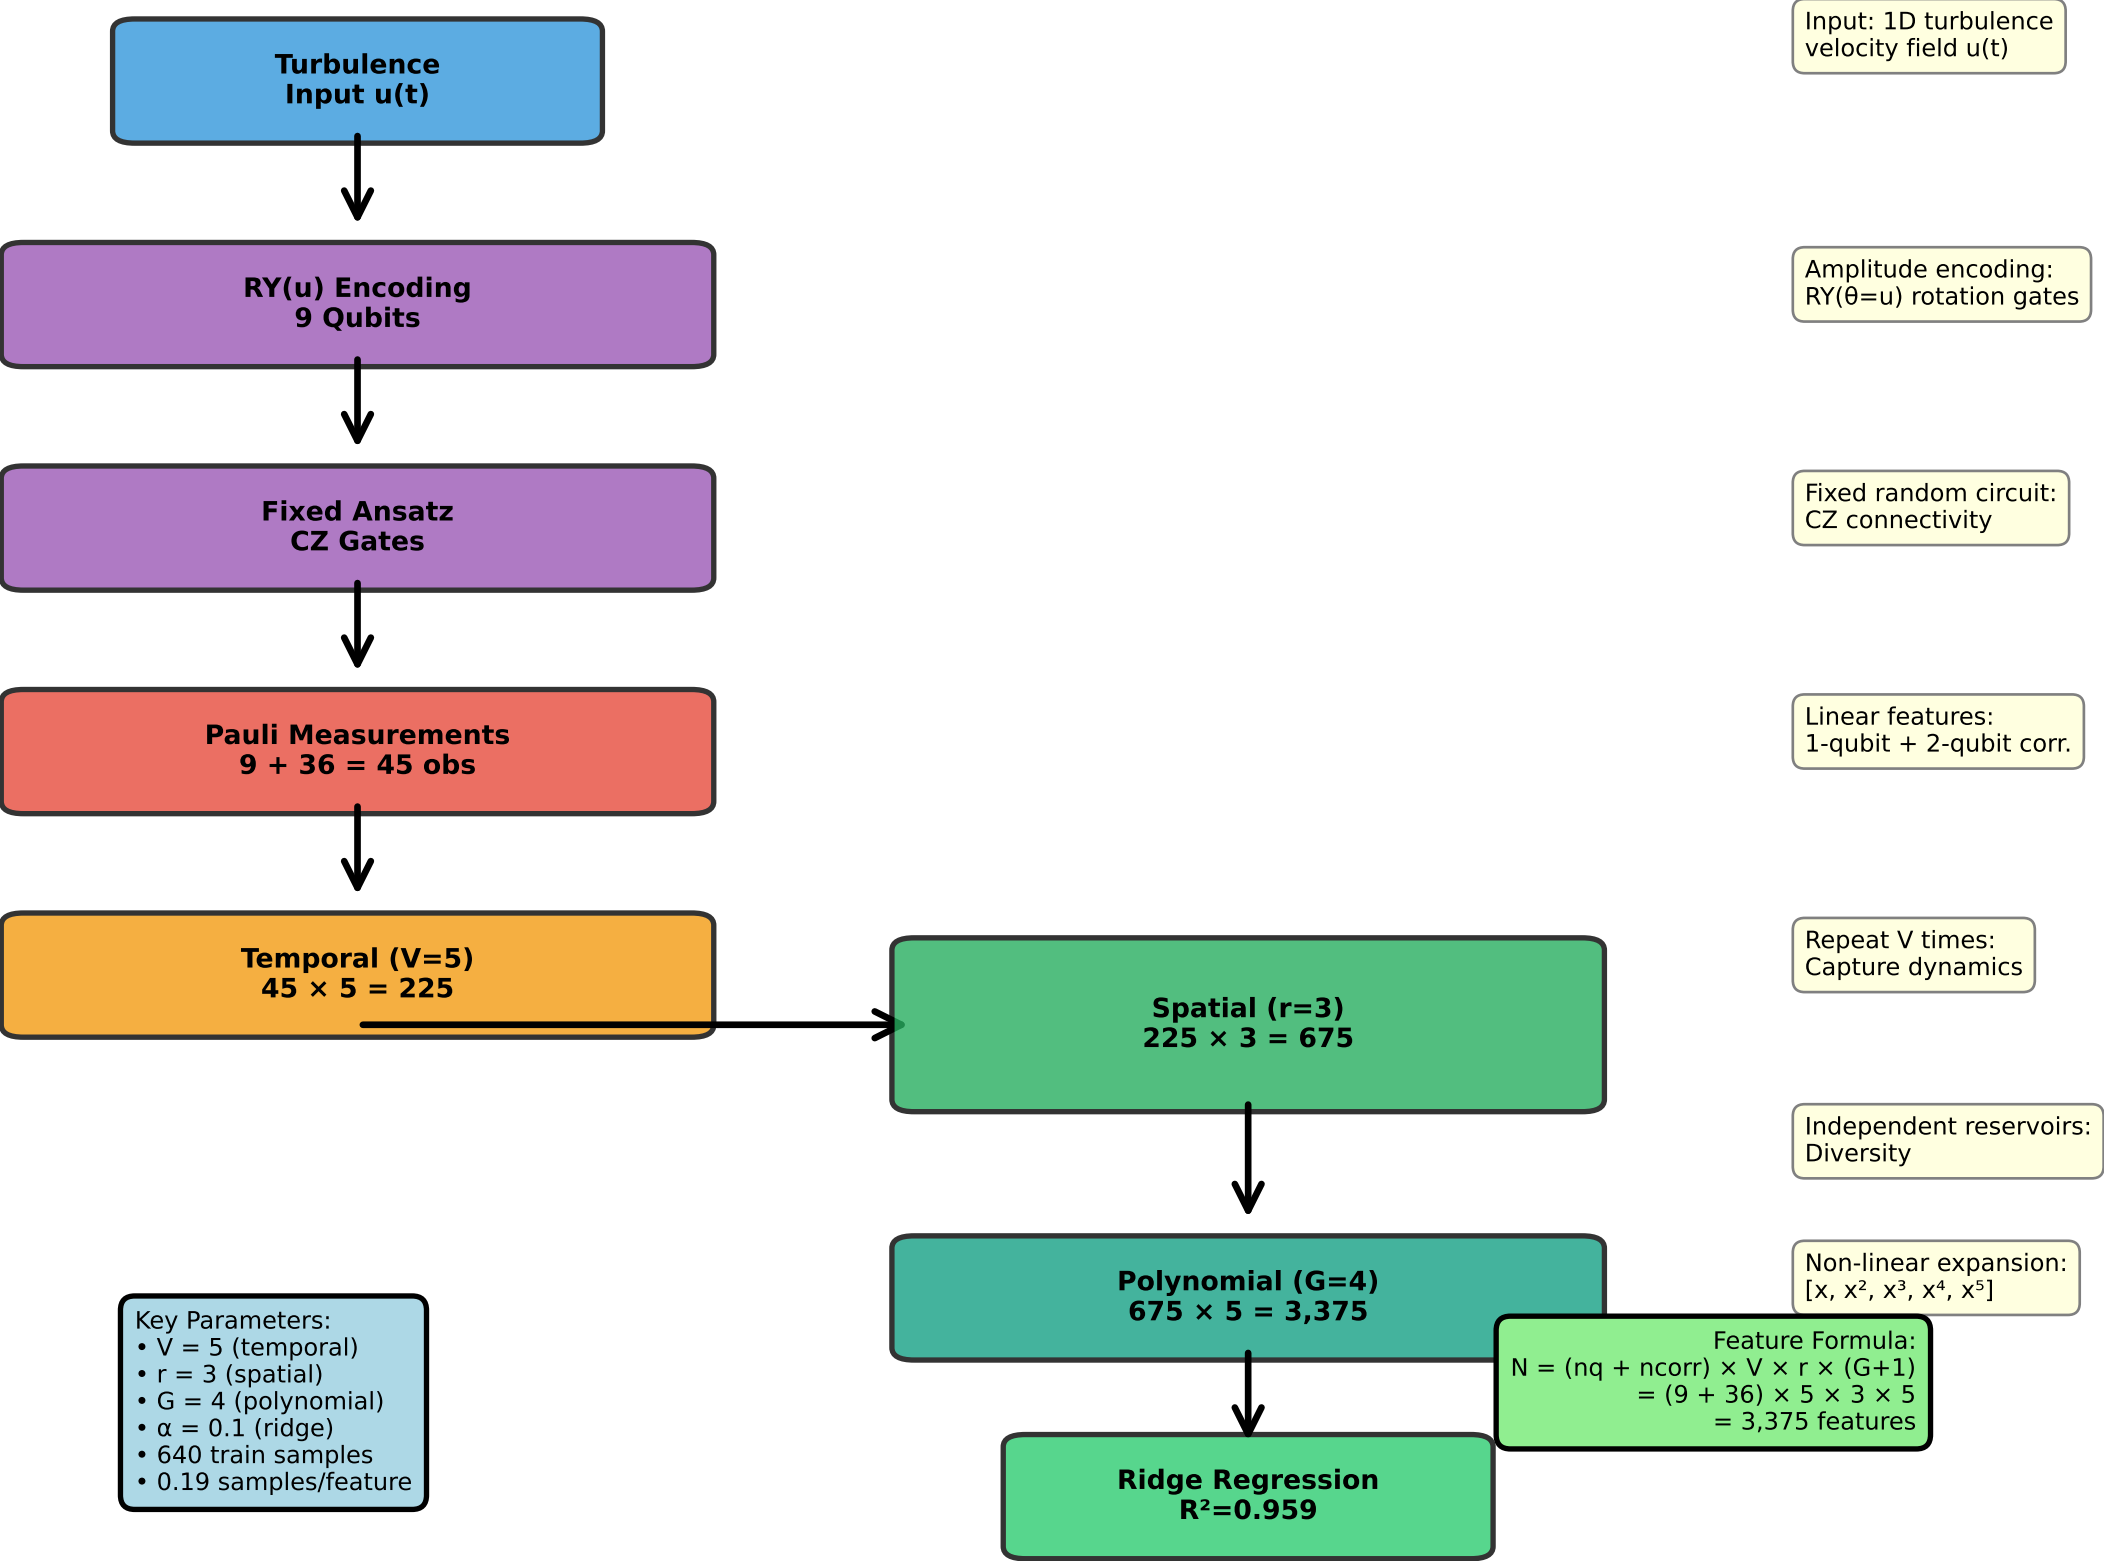 Turbulence
Input u(t)
Input: 1D turbulence
velocity field u(t)
RY(u) Encoding
9 Qubits
Amplitude encoding:
RY(θ=u) rotation gates
Fixed Ansatz
CZ Gates
Fixed random circuit:
CZ connectivity
Pauli Measurements
9 + 36 = 45 obs
Linear features:
1-qubit + 2-qubit corr.
Temporal (V=5)
45 × 5 = 225
Spatial (r=3)
225 × 3 = 675
Repeat V times:
Capture dynamics
Independent reservoirs:
Diversity
Polynomial (G=4)
675 × 5 = 3,375
Non-linear expansion:
[x, x², x³, x⁴, x⁵]
Key Parameters:
• V = 5 (temporal)
• r = 3 (spatial)
• G = 4 (polynomial)
• α = 0.1 (ridge)
• 640 train samples
• 0.19 samples/feature
Feature Formula:
N = (nq + ncorr) × V × r × (G+1)
= (9 + 36) × 5 × 3 × 5
= 3,375 features
Ridge Regression
R²=0.959